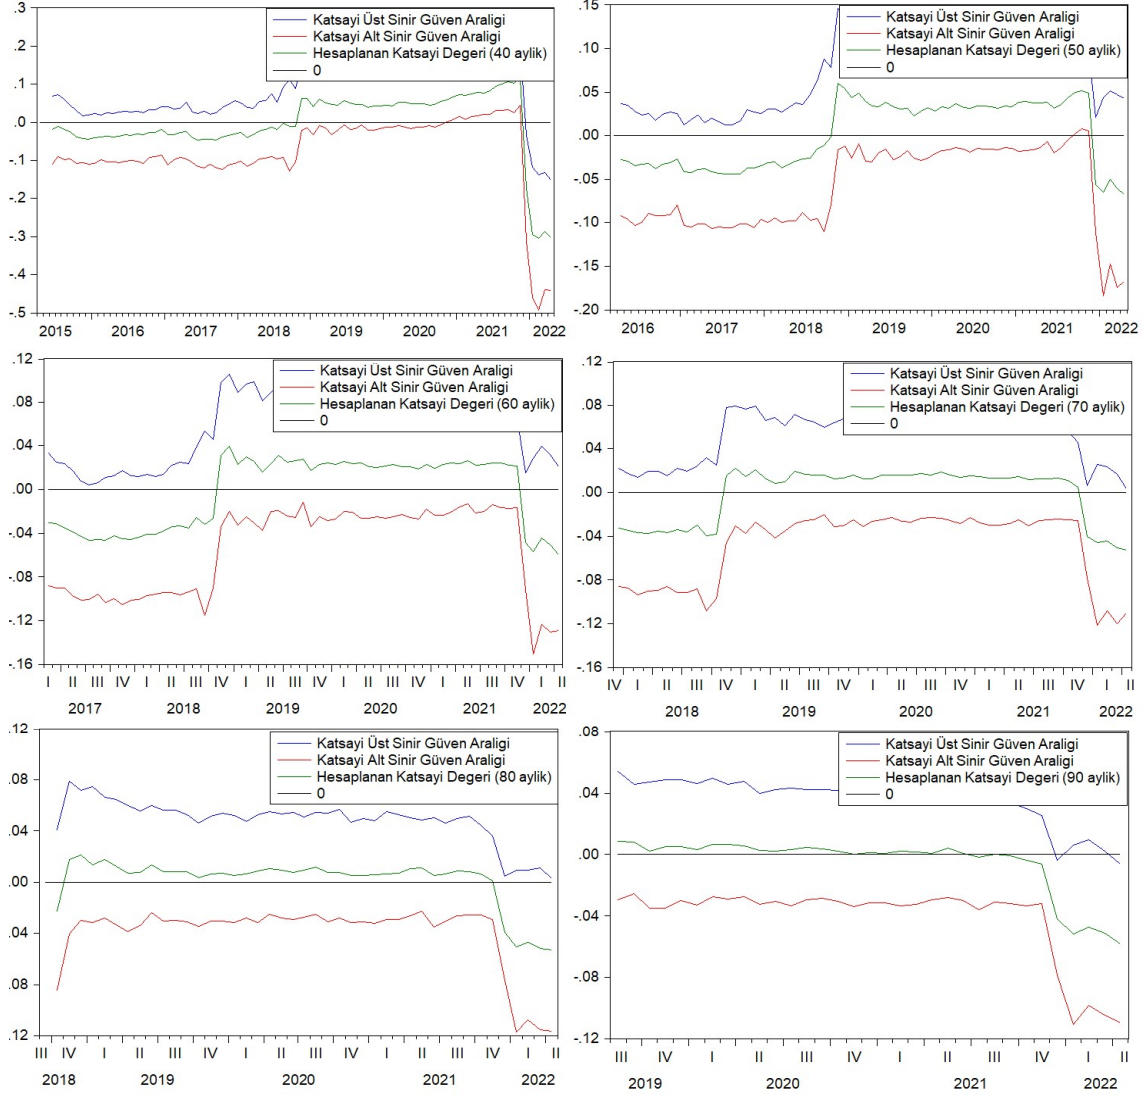 .3
.2
.1
.0
-.1
-.2
-.3
-.4
-.5
Katsayi Üst Sinir Güven Araligi
Katsayi Alt Sinir Güven Araligi
Hesaplanan Katsayi Degeri (40 aylik)
0
2015 2016 2017 2018 2019 2020 2021 2022
.15
.10
.05
.00
-.05
-.10
-.15
-.20
Katsayi Üst Sinir Güven Araligi
Katsayi Alt Sinir Güven Araligi
Hesaplanan Katsayi Degeri (50 aylik)
0
2016 2017 2018 2019 2020 2021 2022
.12
.08
.04
.00
-.04
-.08
-.12
-.16
Katsayi Üst Sinir Güven Araligi
Katsayi Alt Sinir Güven Araligi
Hesaplanan Katsayi Degeri (60 aylik)
0
I II III IV I II III IV I II III IV I II III IV I II III IV I II
2017 2018 2019 2020 2021 2022
.12
.08
.04
.00
-.04
-.08
-.12
-.16
Katsayi Üst Sinir Güven Araligi
Katsayi Alt Sinir Güven Araligi
Hesaplanan Katsayi Degeri (70 aylik)
0
IV I II III IV I II III IV I II III IV I II III IV I II
2018 2019 2020 2021 2022
.12
.08
.04
.00
.04
.08
.12
Katsayi Üst Sinir Güven Araligi
Katsayi Alt Sinir Güven Araligi
Hesaplanan Katsayi Degeri (80 aylik)
0
III IV I II III IV I II III IV I II III IV I II
2018 2019 2020 2021 2022
.08
.04
.00
-.04
-.08
-.12
Katsayi Üst Sinir Güven Araligi
Katsayi Alt Sinir Güven Araligi
Hesaplanan Katsayi Degeri (90 aylik)
0
III IV I II III IV I II III IV I II
2019 2020 2021 2022